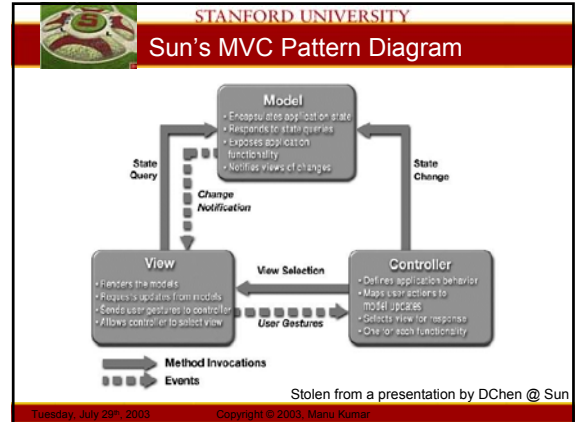 STANFORD UNIVERSITY
Sun's MVC Pattern Diagram
Model
• Encapsulates application state
• Responds to state queries
• Exposes application
functionality
• Notifies views of changes
State
Query
State
Change
Change
Notification
View
• Renders the models
• Requests updates from models
• Sends user gestures to controller
• Allows controller to select view
View Selection
User Gestures
Controller
• Defines application behavior
• Maps user actions to
model updates
• Selects view for response
• One for each functionality
Method Invocations
Events
Stolen from a presentation by DChen @ Sun
Tuesday, July 29th, 2003 Copyright © 2003, Manu Kumar